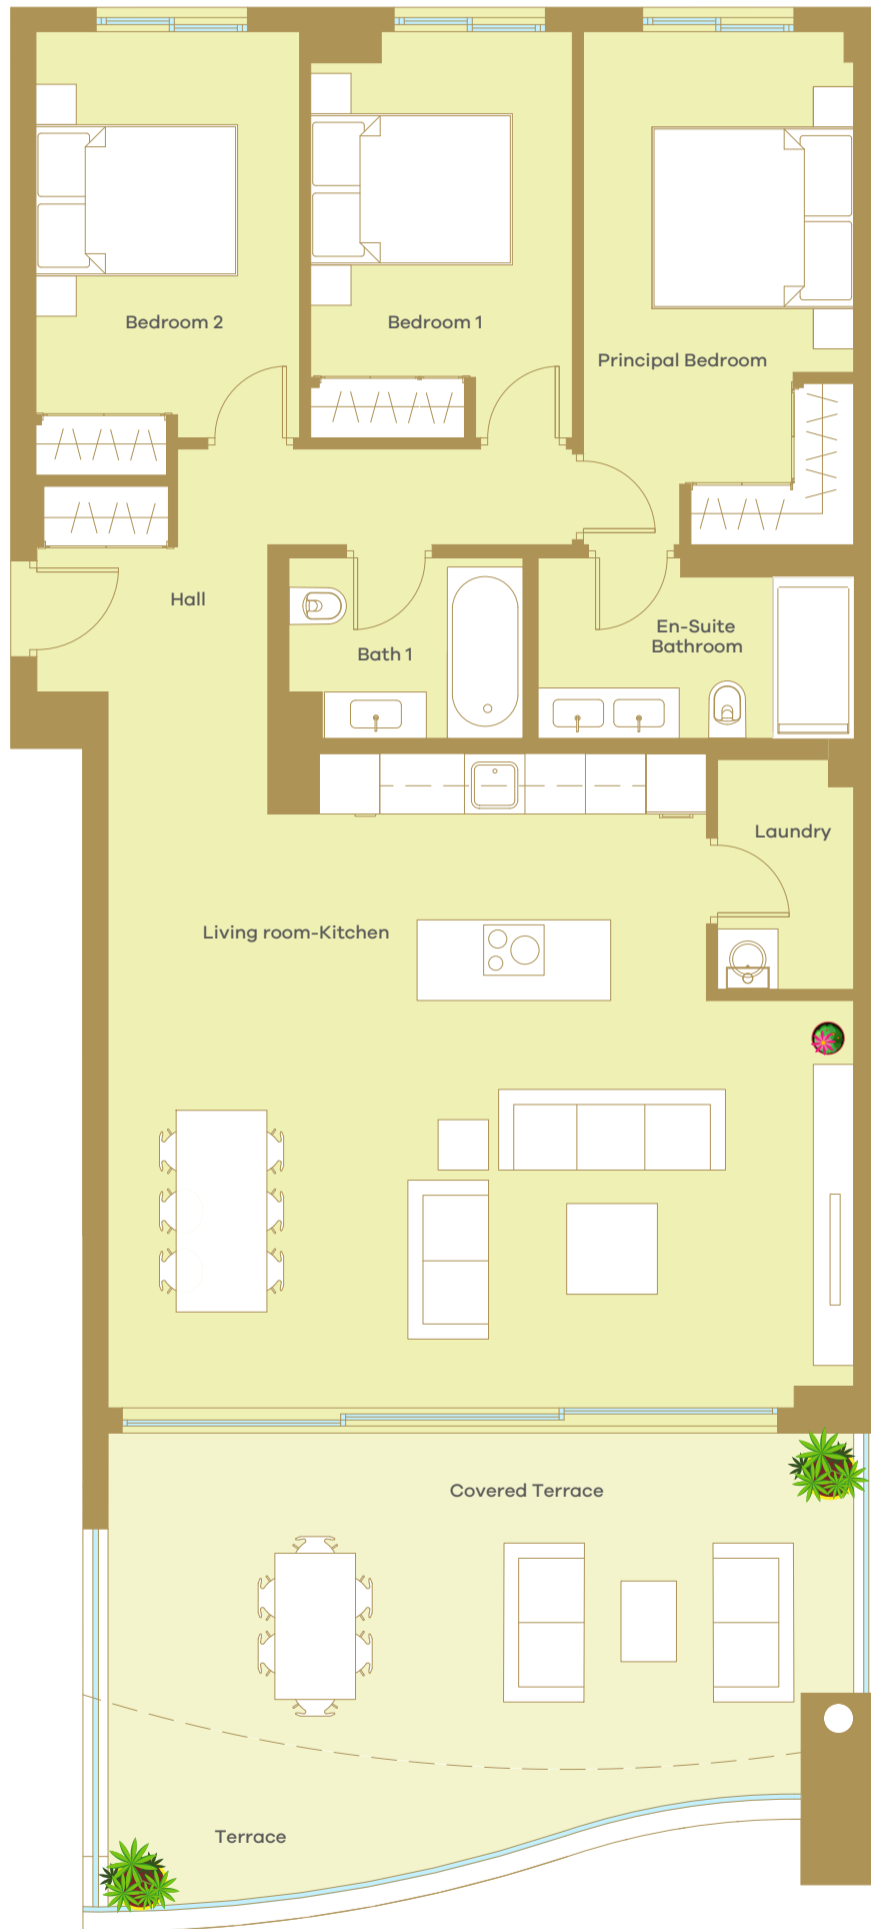 Bedroom 2
Bedroom 1
Principal Bedroom
Hall
Bath 1
En-Suite
Bathroom
Laundry
Living room-Kitchen
Covered Terrace
Terrace